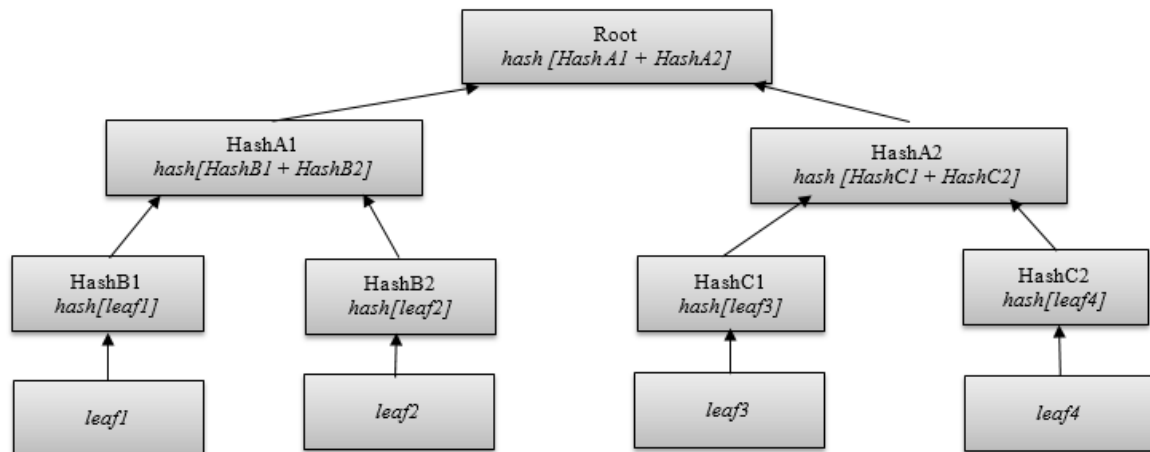 Root
hash [HashA1 + HashA2]
HashA1
hash[HashB1 + HashB2]
HashA2
hash [HashC1 + HashC2]
HashB1
hash[leaf1]
HashB2
hash[leaf2]
HashC1
hash[leaf3]
HashC2
hash[leaf4]
leaf1
leaf2
leaf3
leaf4